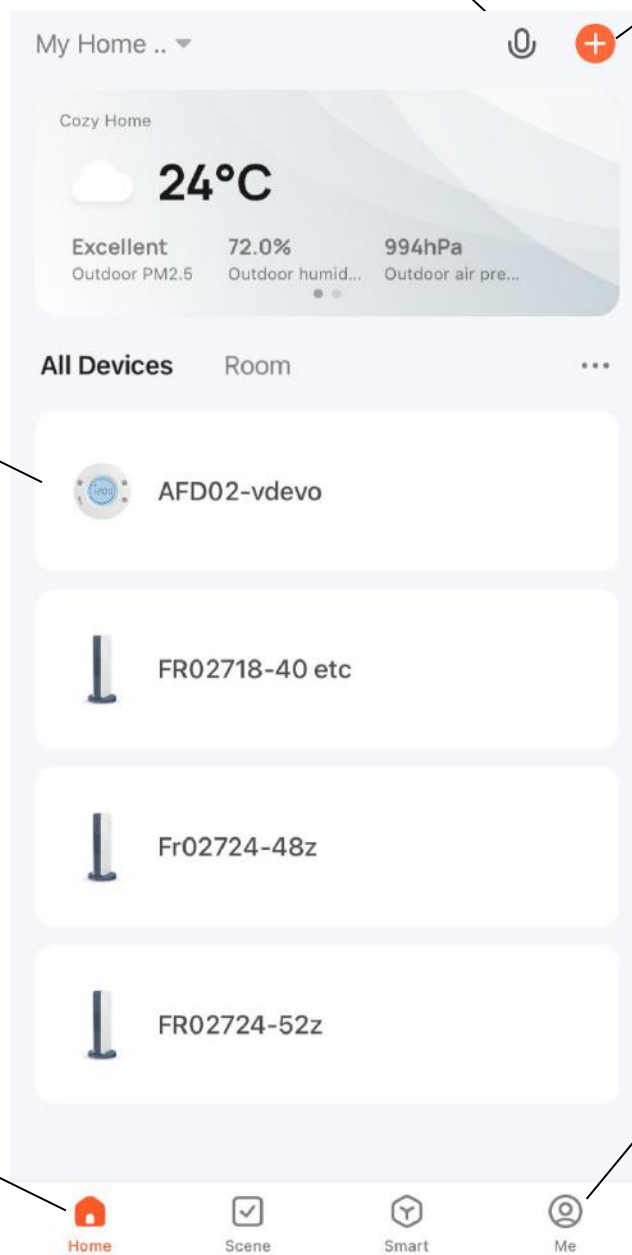 My Home ..
Cozy Home
24°C
Excellent 72.0% 994hPa
Outdoor PM2.5 Outdoor humid... Outdoor air pre...
All Devices Room
AFD02-vdevo
FR02718-40 etc
Fr02724-48z
FR02724-52z
Home Scene Smart Me